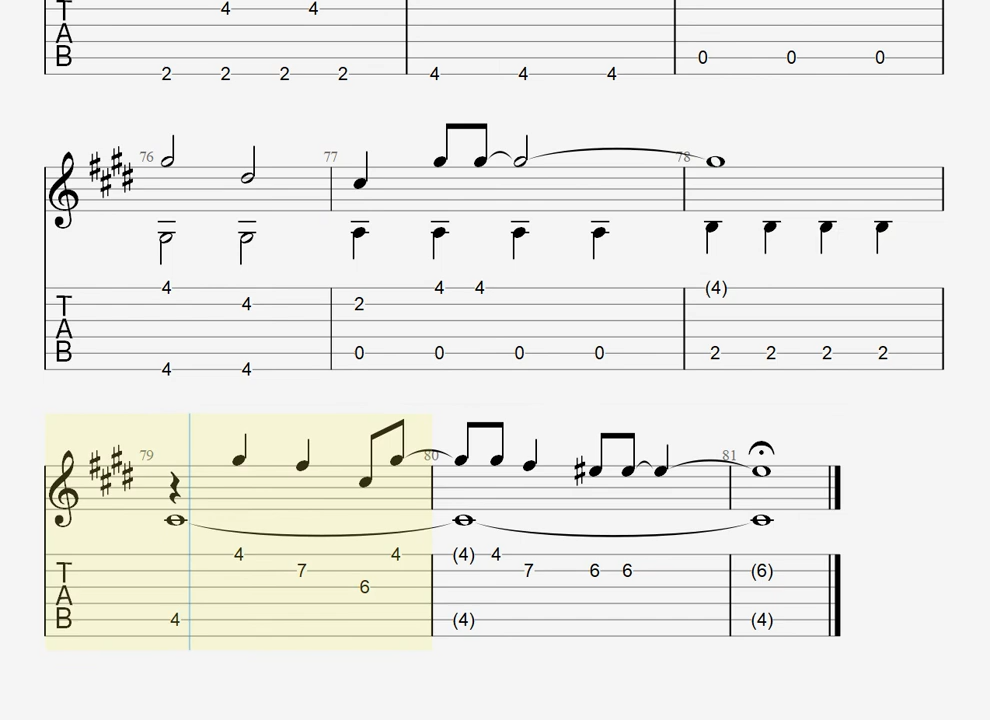 T 4 4
A
B 0 0 0
2 2 2 2 4 4 4
76 77 78
4 4 4 (4)
T 4 2
A
B 0 0 0 0 2 2 2 2
4 4
79 80 81
4 4 (4) 4
T 7 7 6 6 (6)
A 6
B 4 (4) (4)